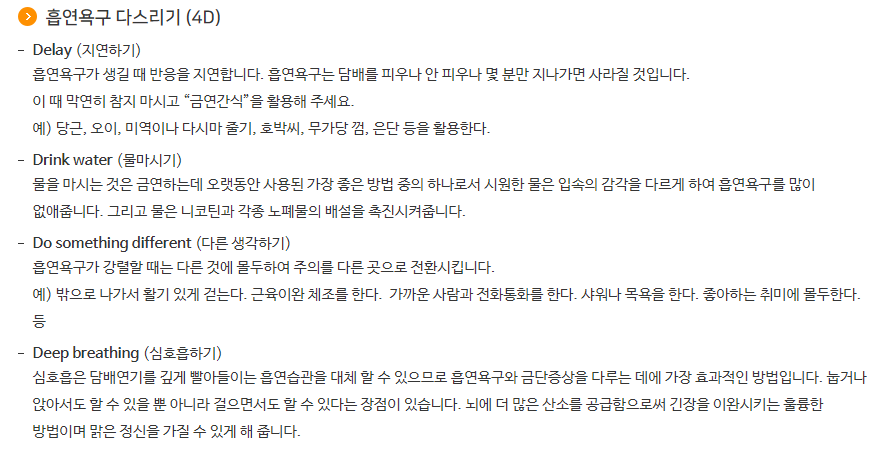 흡연욕구 다스리기 (4D)
– Delay (지연하기)
흡연욕구가 생길 때 반응을 지연합니다. 흡연욕구는 담배를 피우나 안 피우나 몇 분만 지나가면 사라질 것입니다.
이 때 막연히 참지 마시고 “금연간식”을 활용해 주세요.
예) 당근, 오이, 미역이나 다시마 줄기, 호박씨, 무가당 껌, 은단 등을 활용한다.
– Drink water (물마시기)
물을 마시는 것은 금연하는데 오랫동안 사용된 가장 좋은 방법 중의 하나로서 시원한 물은 입속의 감각을 다르게 하여 흡연욕구를 많이
없애줍니다. 그리고 물은 니코틴과 각종 노폐물의 배설을 촉진시켜줍니다.
– Do something different (다른 생각하기)
흡연욕구가 강렬할 때는 다른 것에 몰두하여 주의를 다른 곳으로 전환시킵니다.
예) 밖으로 나가서 활기 있게 걷는다. 근육이완 체조를 한다. 가까운 사람과 전화통화를 한다. 샤워나 목욕을 한다. 좋아하는 취미에 몰두한다.
등
– Deep breathing (심호흡하기)
심호흡은 담배연기를 깊게 빨아들이는 흡연습관을 대체 할 수 있으므로 흡연욕구와 금단증상을 다루는 데에 가장 효과적인 방법입니다. 눕거나
앉아서도 할 수 있을 뿐 아니라 걸으면서도 할 수 있다는 장점이 있습니다. 뇌에 더 많은 산소를 공급함으로써 긴장을 이완시키는 훌륭한
방법이며 맑은 정신을 가질 수 있게 해 줍니다.